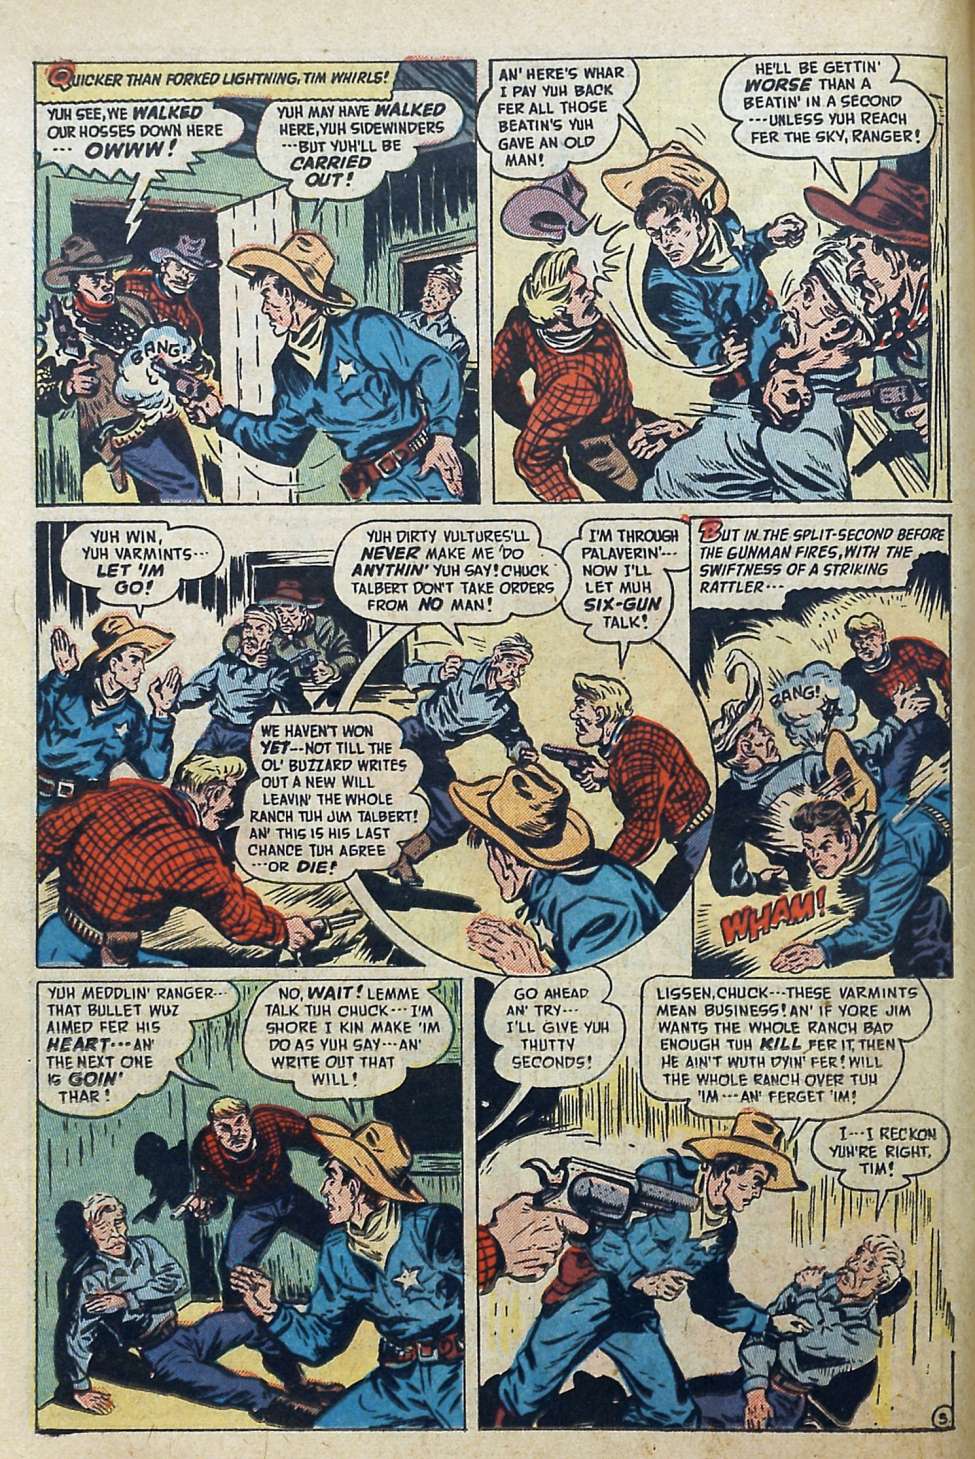 QUICKER THAN FORKED LIGHTNING, TIM WHIRLS!
YUH SEE, WE WALKED
OUR HOSSES DOWN HERE
--- OWWW!
YUH MAY HAVE WALKED
HERE, YUH SIDEWINDERS
---BUT YUH'LL BE
CARRIED
OUT!
BANG!
AN' HERE'S WHAR
I PAY YUH BACK
FER ALL THOSE
BEATIN'S YUH
GAVE AN OLD
MAN!
HE'LL BE GETTIN'
WORSE THAN A
BEATIN' IN A SECOND
---UNLESS YUH REACH
FER THE SKY, RANGER!
YUH WIN,
YUH VARMINTS---
LET 'IM
GO!
WE HAVEN'T WON
YET---NOT TILL THE
OL' BUZZARD WRITES
OUT A NEW WILL
LEAVIN' THE WHOLE
RANCH TUH JIM TALBERT!
AN' THIS IS HIS LAST
CHANCE TUH AGREE
---OR DIE!
YUH DIRTY VULTURES'LL
NEVER MAKE ME DO
ANYTHIN' YUH SAY! CHUCK
TALBERT DON'T TAKE ORDERS
FROM NO MAN!
I'M THROUGH
PALAVERIN'---
NOW I'LL
LET MUH
SIX-GUN
TALK!
BUT IN THE SPLIT-SECOND BEFORE
THE GUNMAN FIRES, WITH THE
SWIFTNESS OF A STRIKING
RATTLER---
BANG!
WHAM!
YUH MEDDLIN' RANGER---
THAT BULLET WUZ
AIMED FER HIS
HEART---AN'
THE NEXT ONE
IS GOIN'
THAR!
NO, WAIT! LEMME
TALK TUH CHUCK---I'M
SHORE I KIN MAKE 'IM
DO AS YUH SAY---AN'
WRITE OUT THAT
WILL!
GO AHEAD
AN' TRY---
I'LL GIVE YUH
THUTTY
SECONDS!
LISSEN, CHUCK---THESE VARMINTS
MEAN BUSINESS! AN' IF YORE JIM
WANTS THE WHOLE RANCH BAD
ENOUGH TUH KILL FER IT, THEN
HE AIN'T WUTH DYIN' FER! WILL
THE WHOLE RANCH OVER TUH
'IM---AN' FERGET 'IM!
I---I RECKON
YUH'RE RIGHT,
TIM!
5